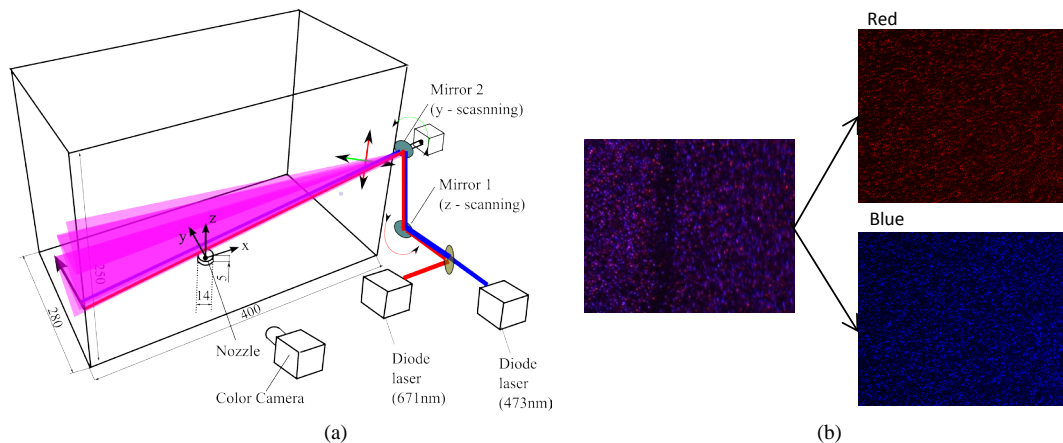 Mirror 2
(y - scasnning)
Mirror 1
(z - scanning)
z
y
x
250
5
14
280
400
Nozzle
Color Camera
Diode
laser
(671nm)
Diode
laser
(473nm)
(a)
Red
Blue
(b)